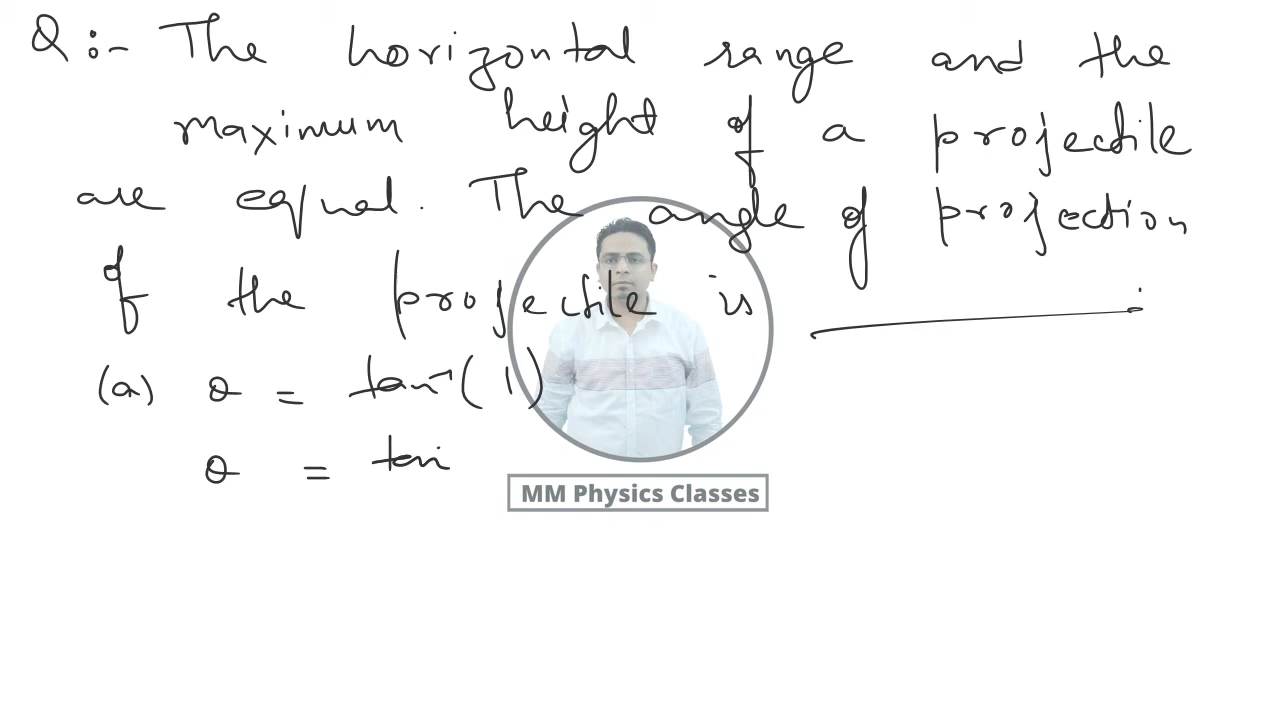 Q:- The horizontal range and the
maximum height of a projectile
are equal. The angle of projection
of the projectile is ______.
(a) θ = tan⁻¹(1)
θ = tan
MM Physics Classes